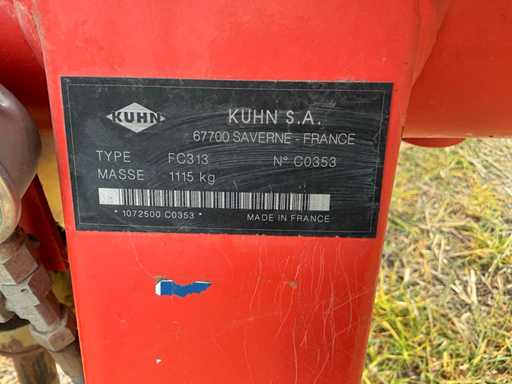 KUHN
KUHN S.A.
67700 SAVERNE - FRANCE
TYPE FC313 N° C0353
MASSE 1115 kg
* 1072500 C0353 *
MADE IN FRANCE